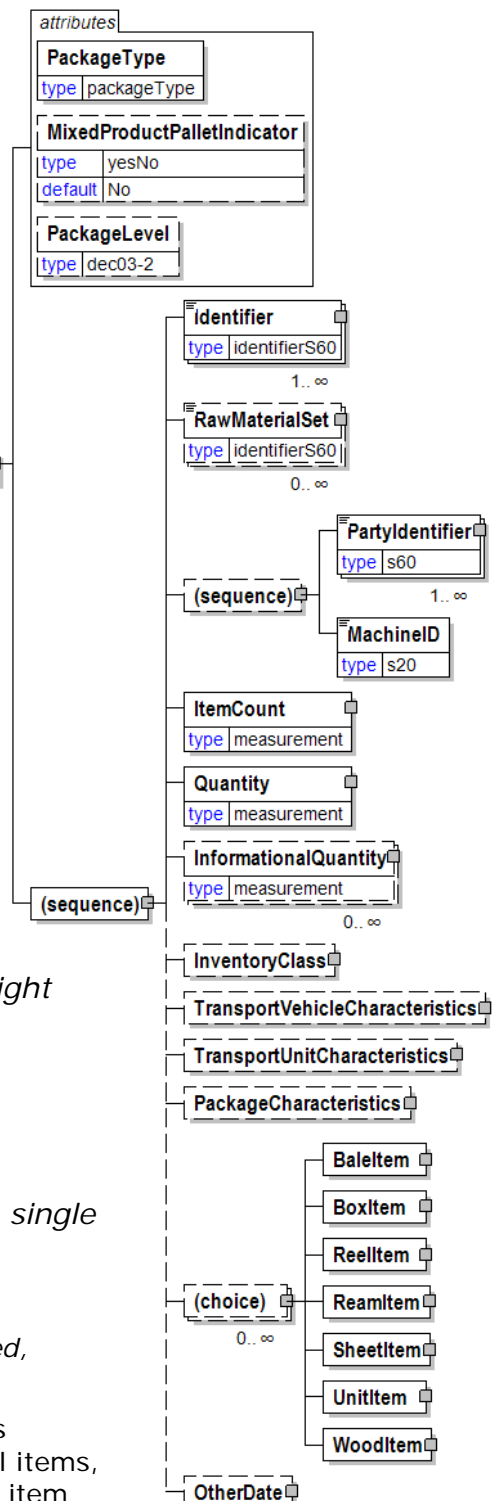 attributes
PackageType
type packageType
MixedProductPalletIndicator
type yesNo
default No
PackageLevel
type dec03-2
Identifier
type identifierS60
1.. ∞
RawMaterialSet
type identifierS60
0.. ∞
PartyIdentifier
type s60
1.. ∞
(sequence)
MachineID
type s20
ItemCount
type measurement
Quantity
type measurement
InformationalQuantity
type measurement
0.. ∞
(sequence)
InventoryClass
ight
TransportVehicleCharacteristics
TransportUnitCharacteristics
PackageCharacteristics
BaleItem
BoxItem
single
ReelItem
(choice)
0.. ∞
ReamItem
ed,
SheetItem
s
UnitItem
l items,
WoodItem
item
OtherDate